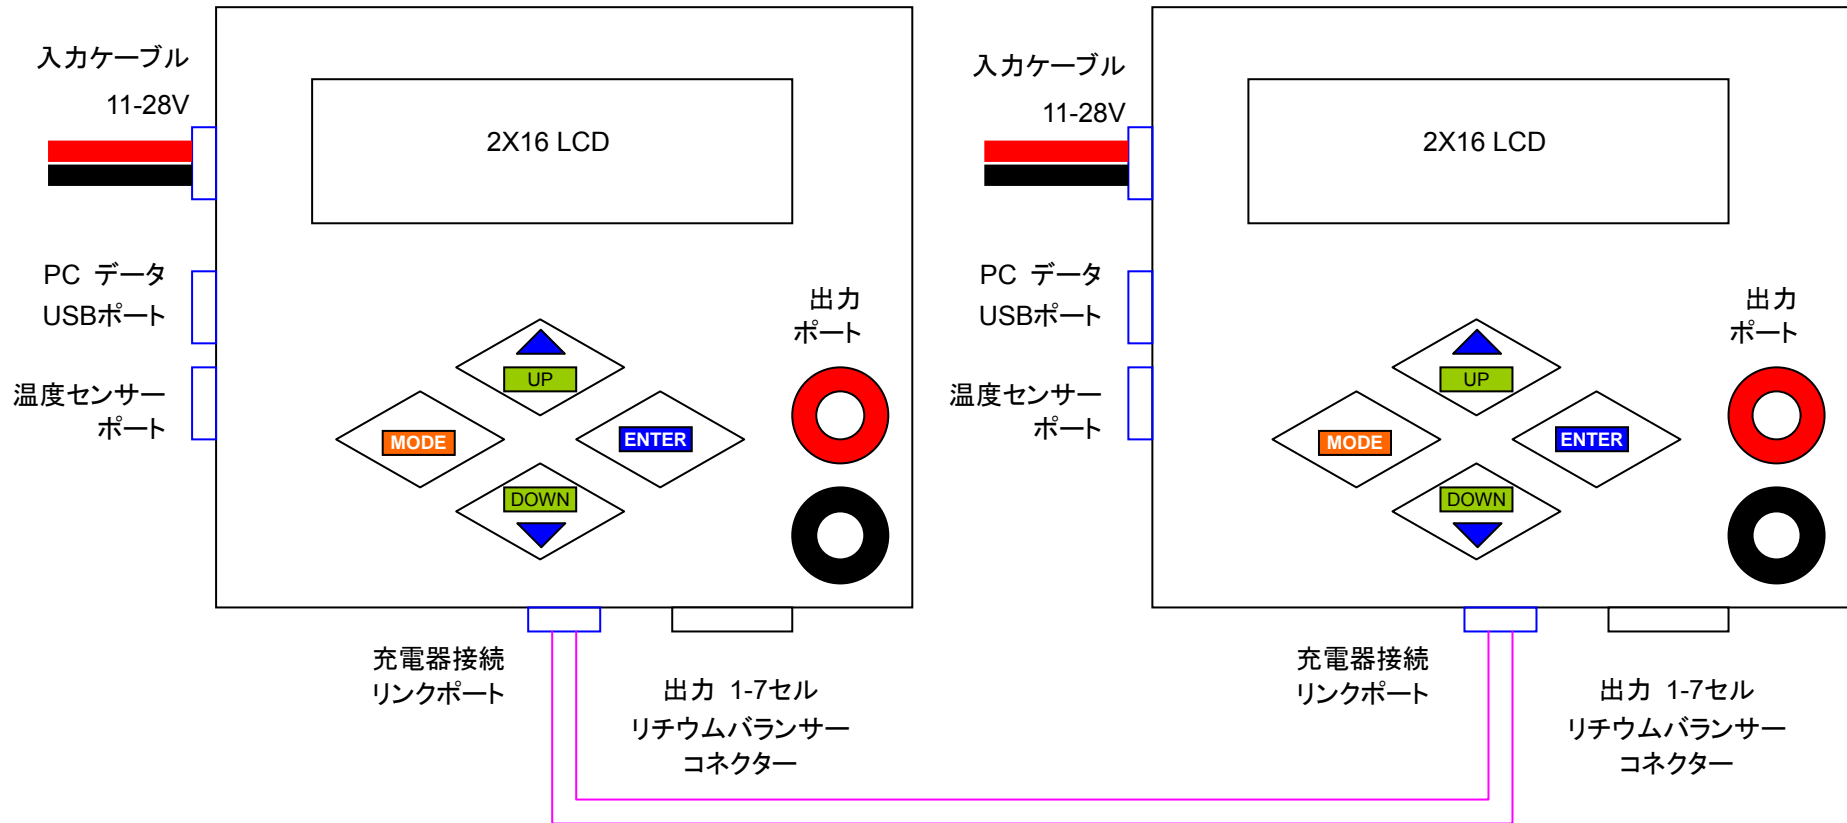 入力ケーブル
11-28V
2X16 LCD
PC データ
USBポート
温度センサー
ポート
出力
ポート
UP
MODE
ENTER
DOWN
充電器接続
リンクポート
出力 1-7セル
リチウムバランサー
コネクター
入力ケーブル
11-28V
2X16 LCD
PC データ
USBポート
温度センサー
ポート
出力
ポート
UP
MODE
ENTER
DOWN
充電器接続
リンクポート
出力 1-7セル
リチウムバランサー
コネクター